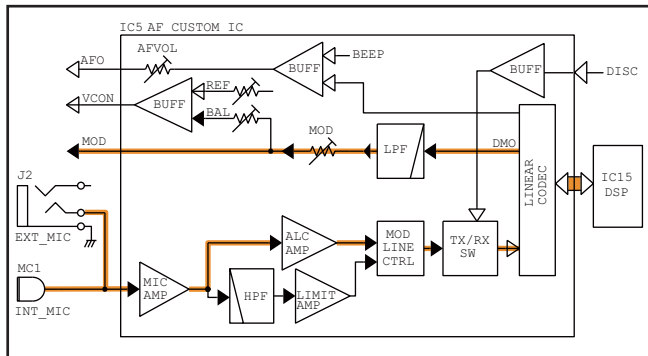 IC5 AF CUSTOM IC
AFVOL
AFO
BUFF
BEEP
BUFF
DISC
VCON
BUFF
REF
BAL
MOD
MOD
LPF
DMO
LINEAR
CODEC
IC15
DSP
J2
EXT_MIC
MC1
INT_MIC
MIC
AMP
ALC
AMP
HPF
LIMIT
AMP
MOD
LINE
CTRL
TX/RX
SW